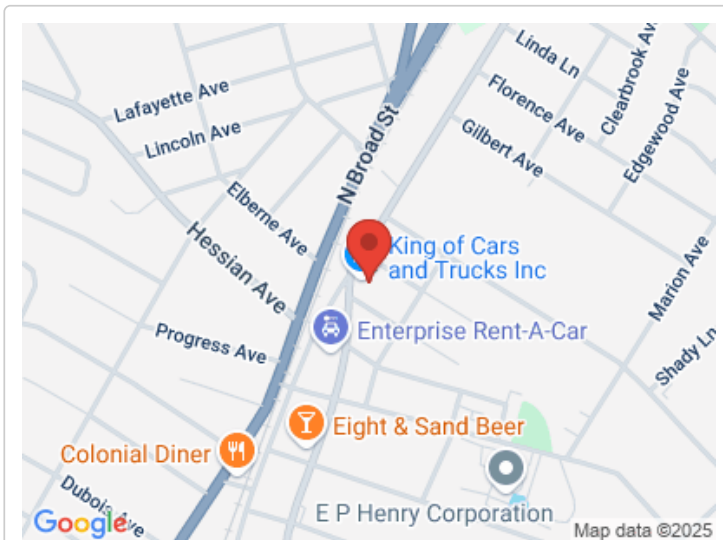 Linda Ln
Clearbrook Av
Lafayette Ave
Florence Ave
Edgewood Ave
Lincoln Ave
N Broad St
Gilbert Ave
Elberne Ave
Hessian Ave
King of Cars
and Trucks Inc
Marion Ave
Progress Ave
Enterprise Rent-A-Car
Shady Ln
Eight & Sand Beer
Colonial Diner
Dubois Ave
E P Henry Corporation
Google
Map data ©2025